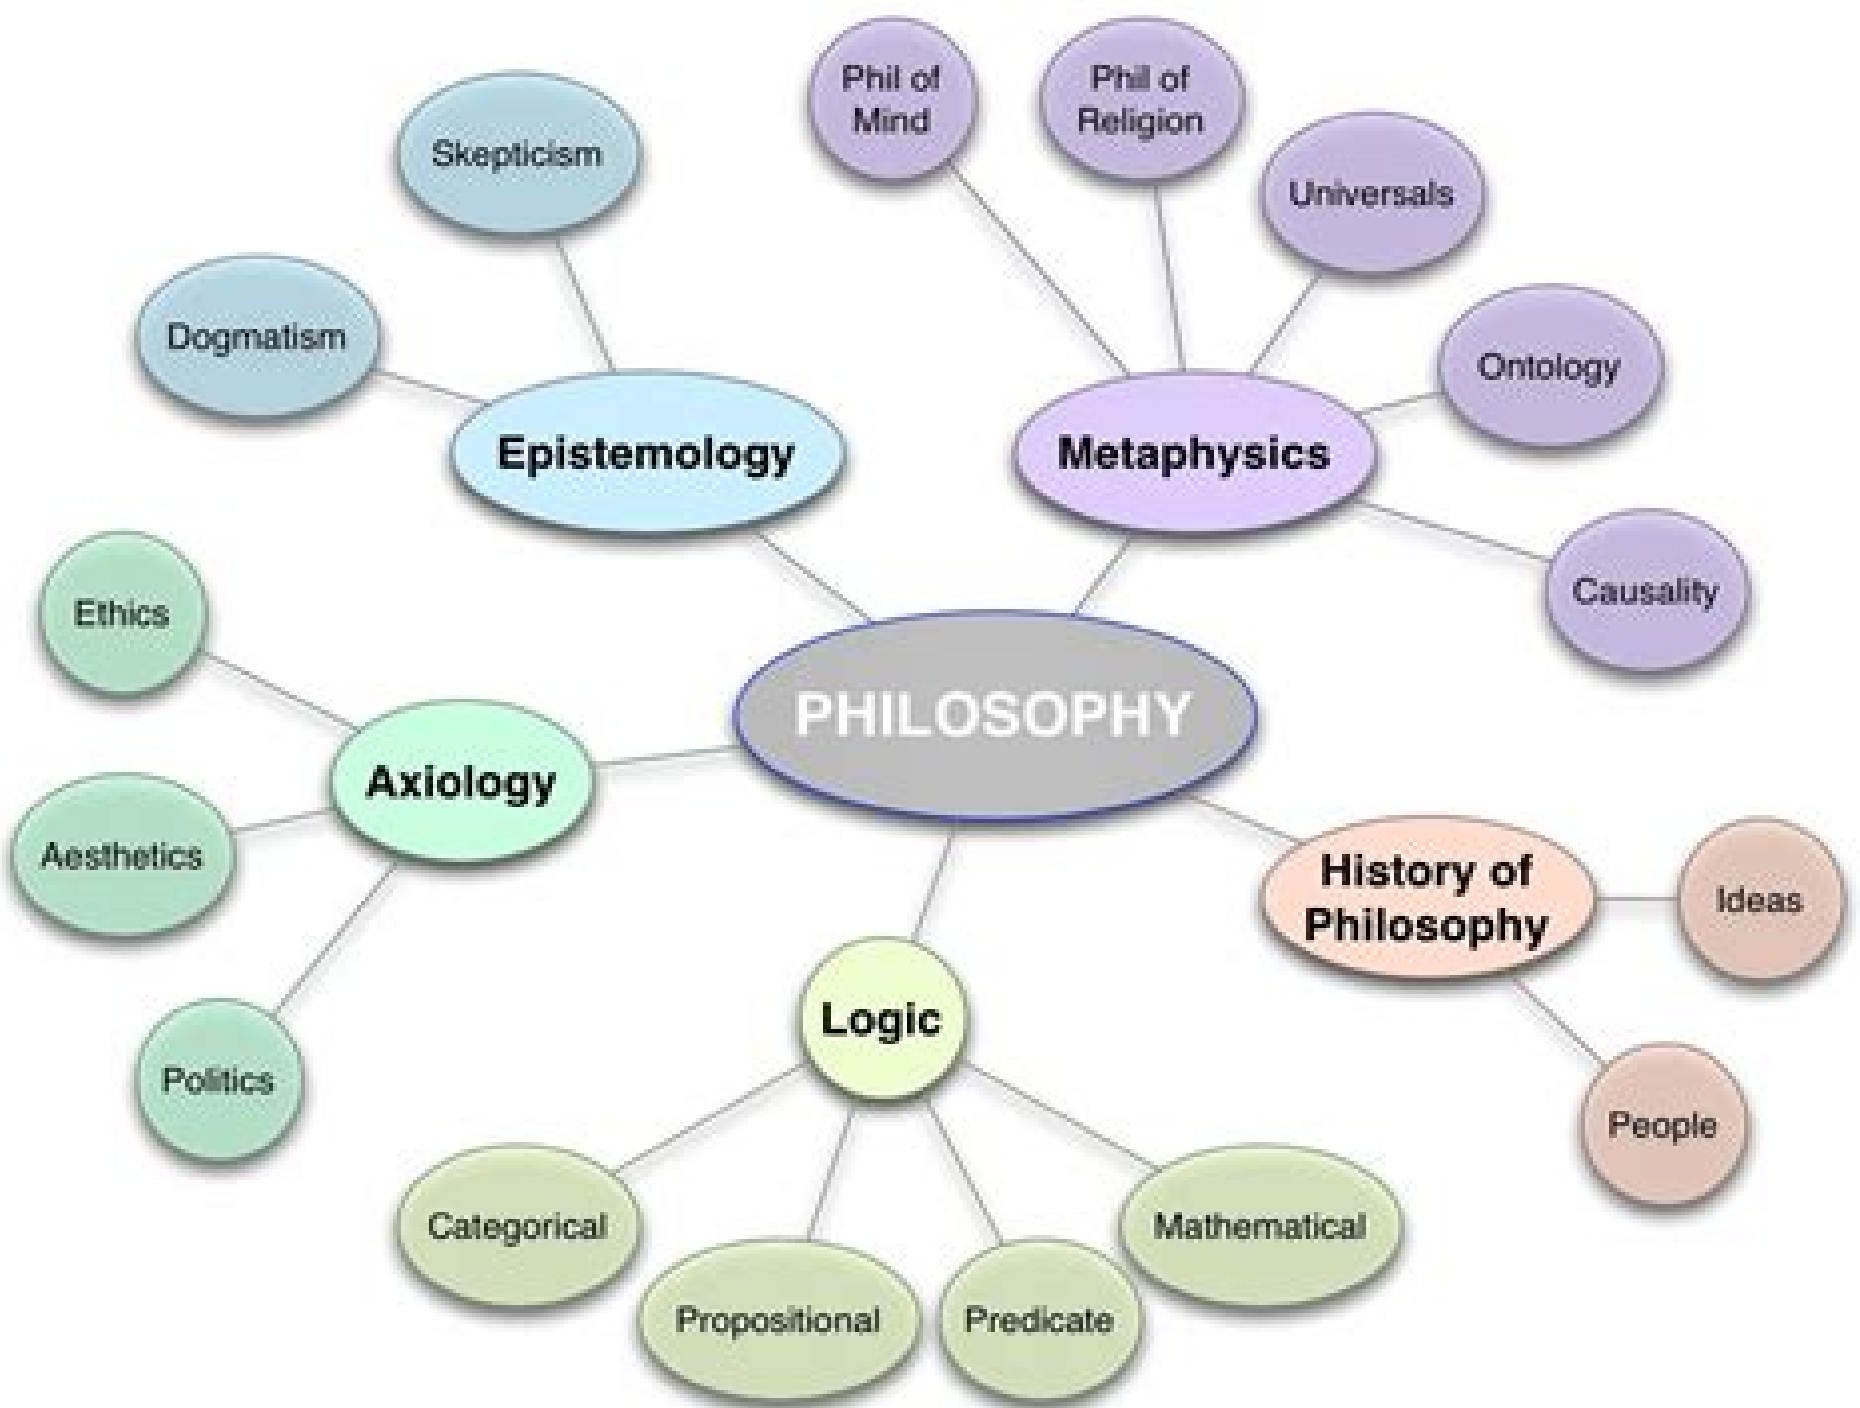 Phil of
Mind
Phil of
Religion
Skepticism
Universals
Dogmatism
Ontology
Epistemology
Metaphysics
Ethics
Causality
PHILOSOPHY
Axiology
Aesthetics
History of
Philosophy
Ideas
Logic
Politics
People
Categorical
Mathematical
Propositional
Predicate